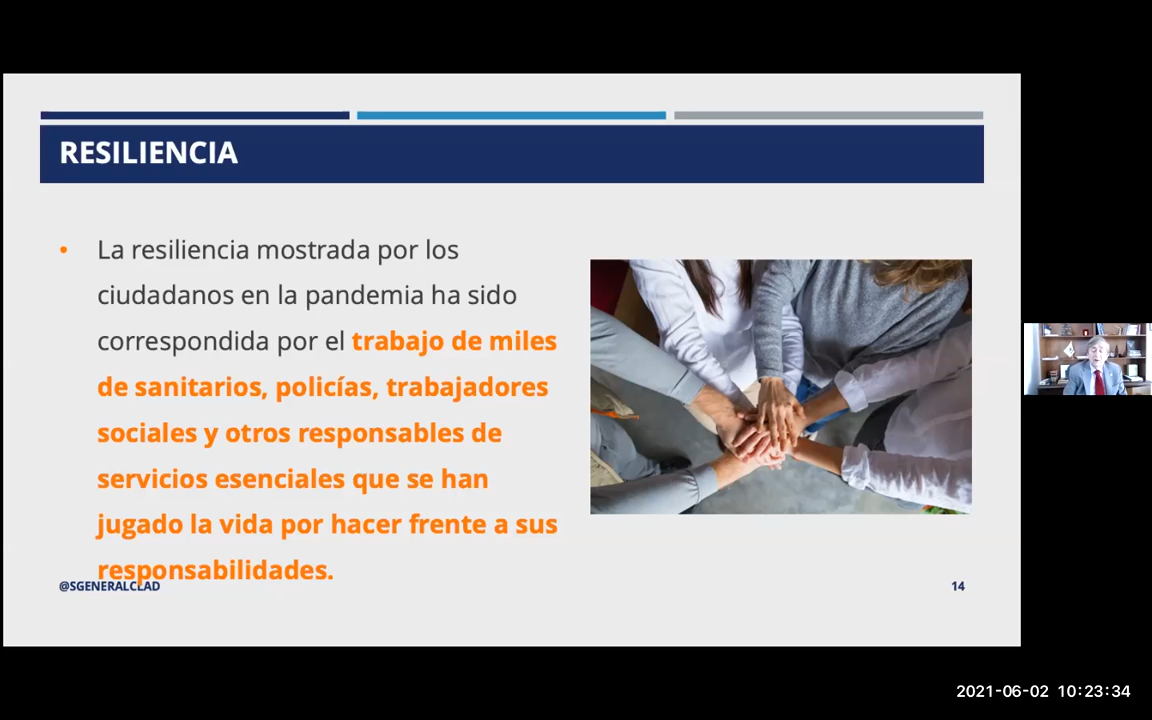 RESILIENCIA
• La resiliencia mostrada por los
ciudadanos en la pandemia ha sido
correspondida por el trabajo de miles
de sanitarios, policías, trabajadores
sociales y otros responsables de
servicios esenciales que se han
jugado la vida por hacer frente a sus
responsabilidades.
@SGENERALCLAD
14
2021-06-02 10:23:34